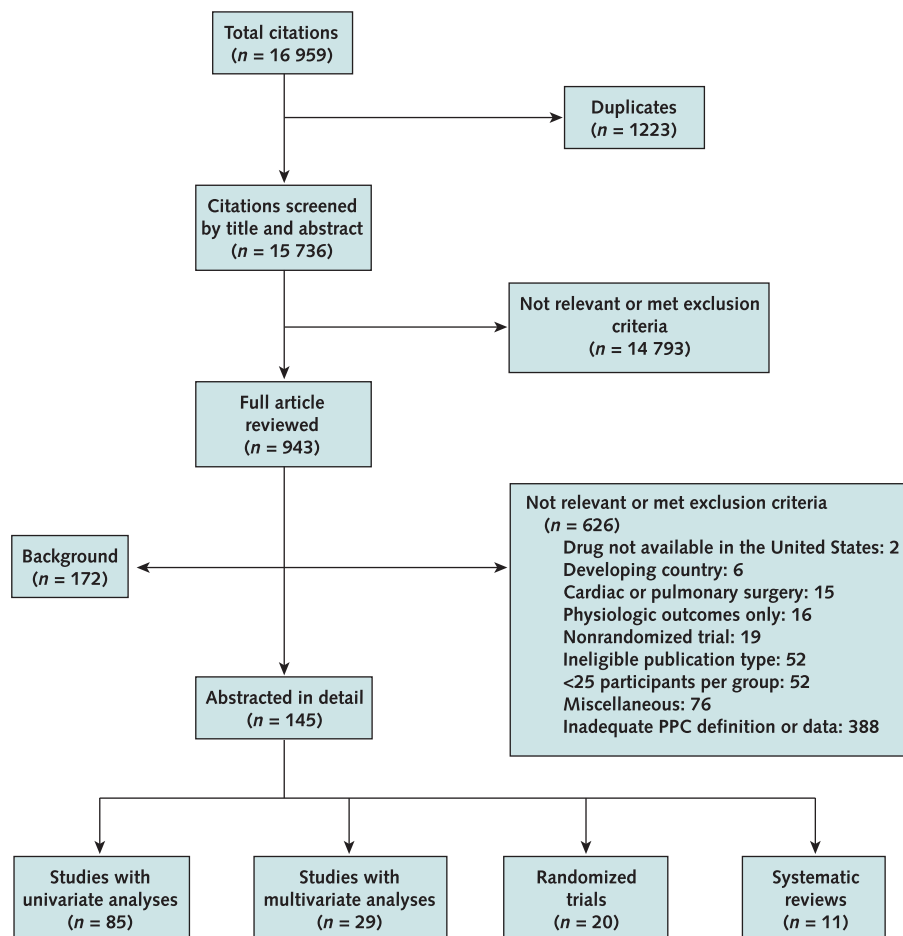 Total citations
(n = 16 959)
Duplicates
(n = 1223)
Citations screened
by title and abstract
(n = 15 736)
Not relevant or met exclusion
criteria
(n = 14 793)
Full article
reviewed
(n = 943)
Background
(n = 172)
Not relevant or met exclusion criteria
(n = 626)
Drug not available in the United States: 2
Developing country: 6
Cardiac or pulmonary surgery: 15
Physiologic outcomes only: 16
Nonrandomized trial: 19
Ineligible publication type: 52
<25 participants per group: 52
Miscellaneous: 76
Inadequate PPC definition or data: 388
Abstracted in detail
(n = 145)
Studies with
univariate analyses
(n = 85)
Studies with
multivariate analyses
(n = 29)
Randomized
trials
(n = 20)
Systematic
reviews
(n = 11)